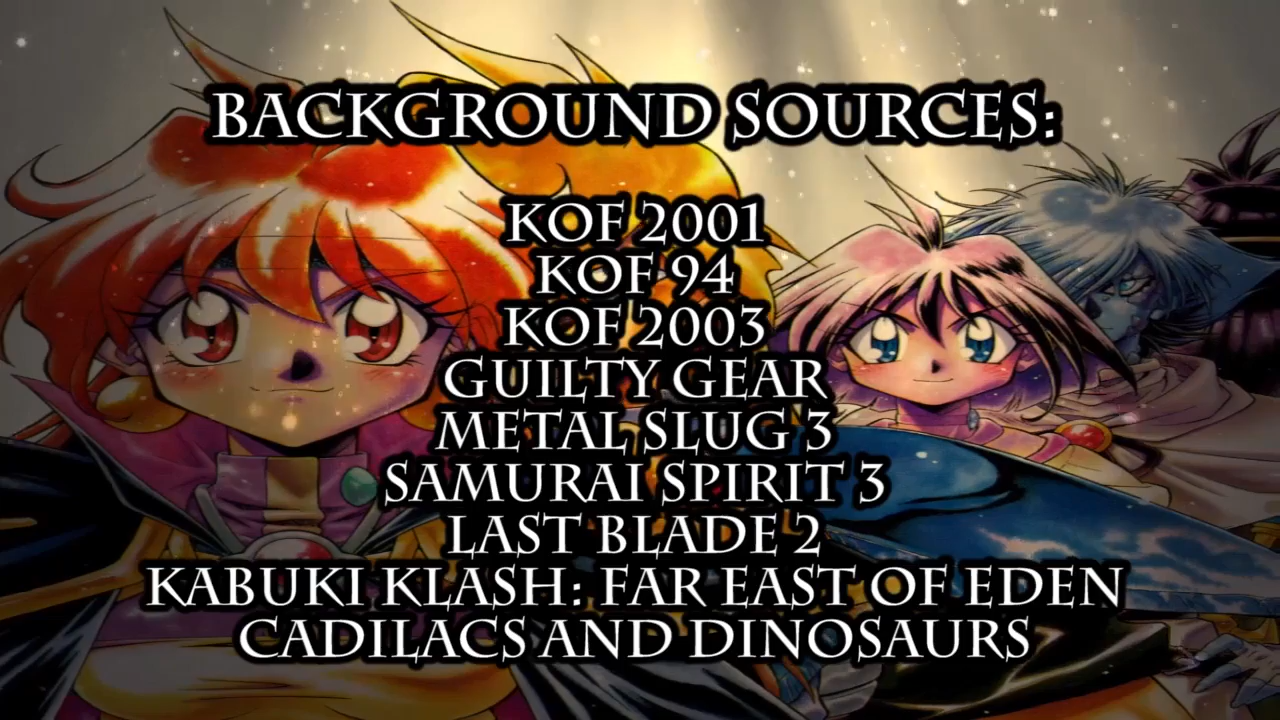 BACKGROUND SOURCES:
KOF 2001
KOF 94
KOF 2003
GUILTY GEAR
METAL SLUG 3
SAMURAI SPIRIT 3
LAST BLADE 2
KABUKI KLASH: FAR EAST OF EDEN
CADILACS AND DINOSAURS